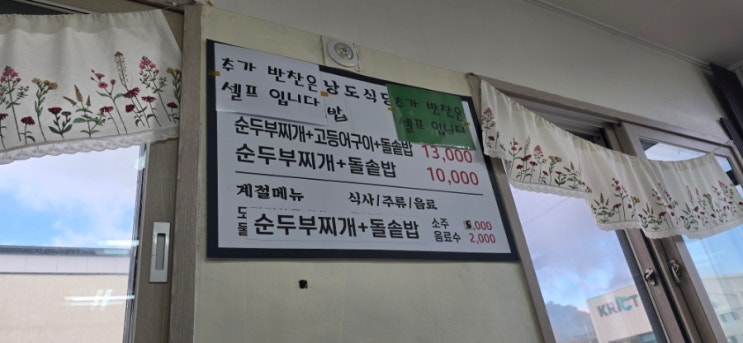 추가 반찬은 남도식당
셀프 입니다 밥
추가 반찬은
셀프 입니다
순두부찌개+고등어구이+돌솥밥 13,000
순두부찌개+돌솥밥 10,000
계절메뉴 식사/주류/음료
순두부찌개+돌솥밥 소주 5,000
음료수 2,000
KRICT